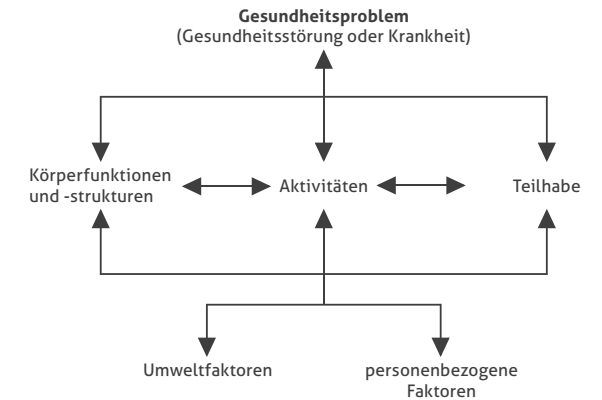 Gesundheitsproblem
(Gesundheitsstörung oder Krankheit)
Körperfunktionen
und -strukturen
Aktivitäten
Teilhabe
Umweltfaktoren
personenbezogene
Faktoren